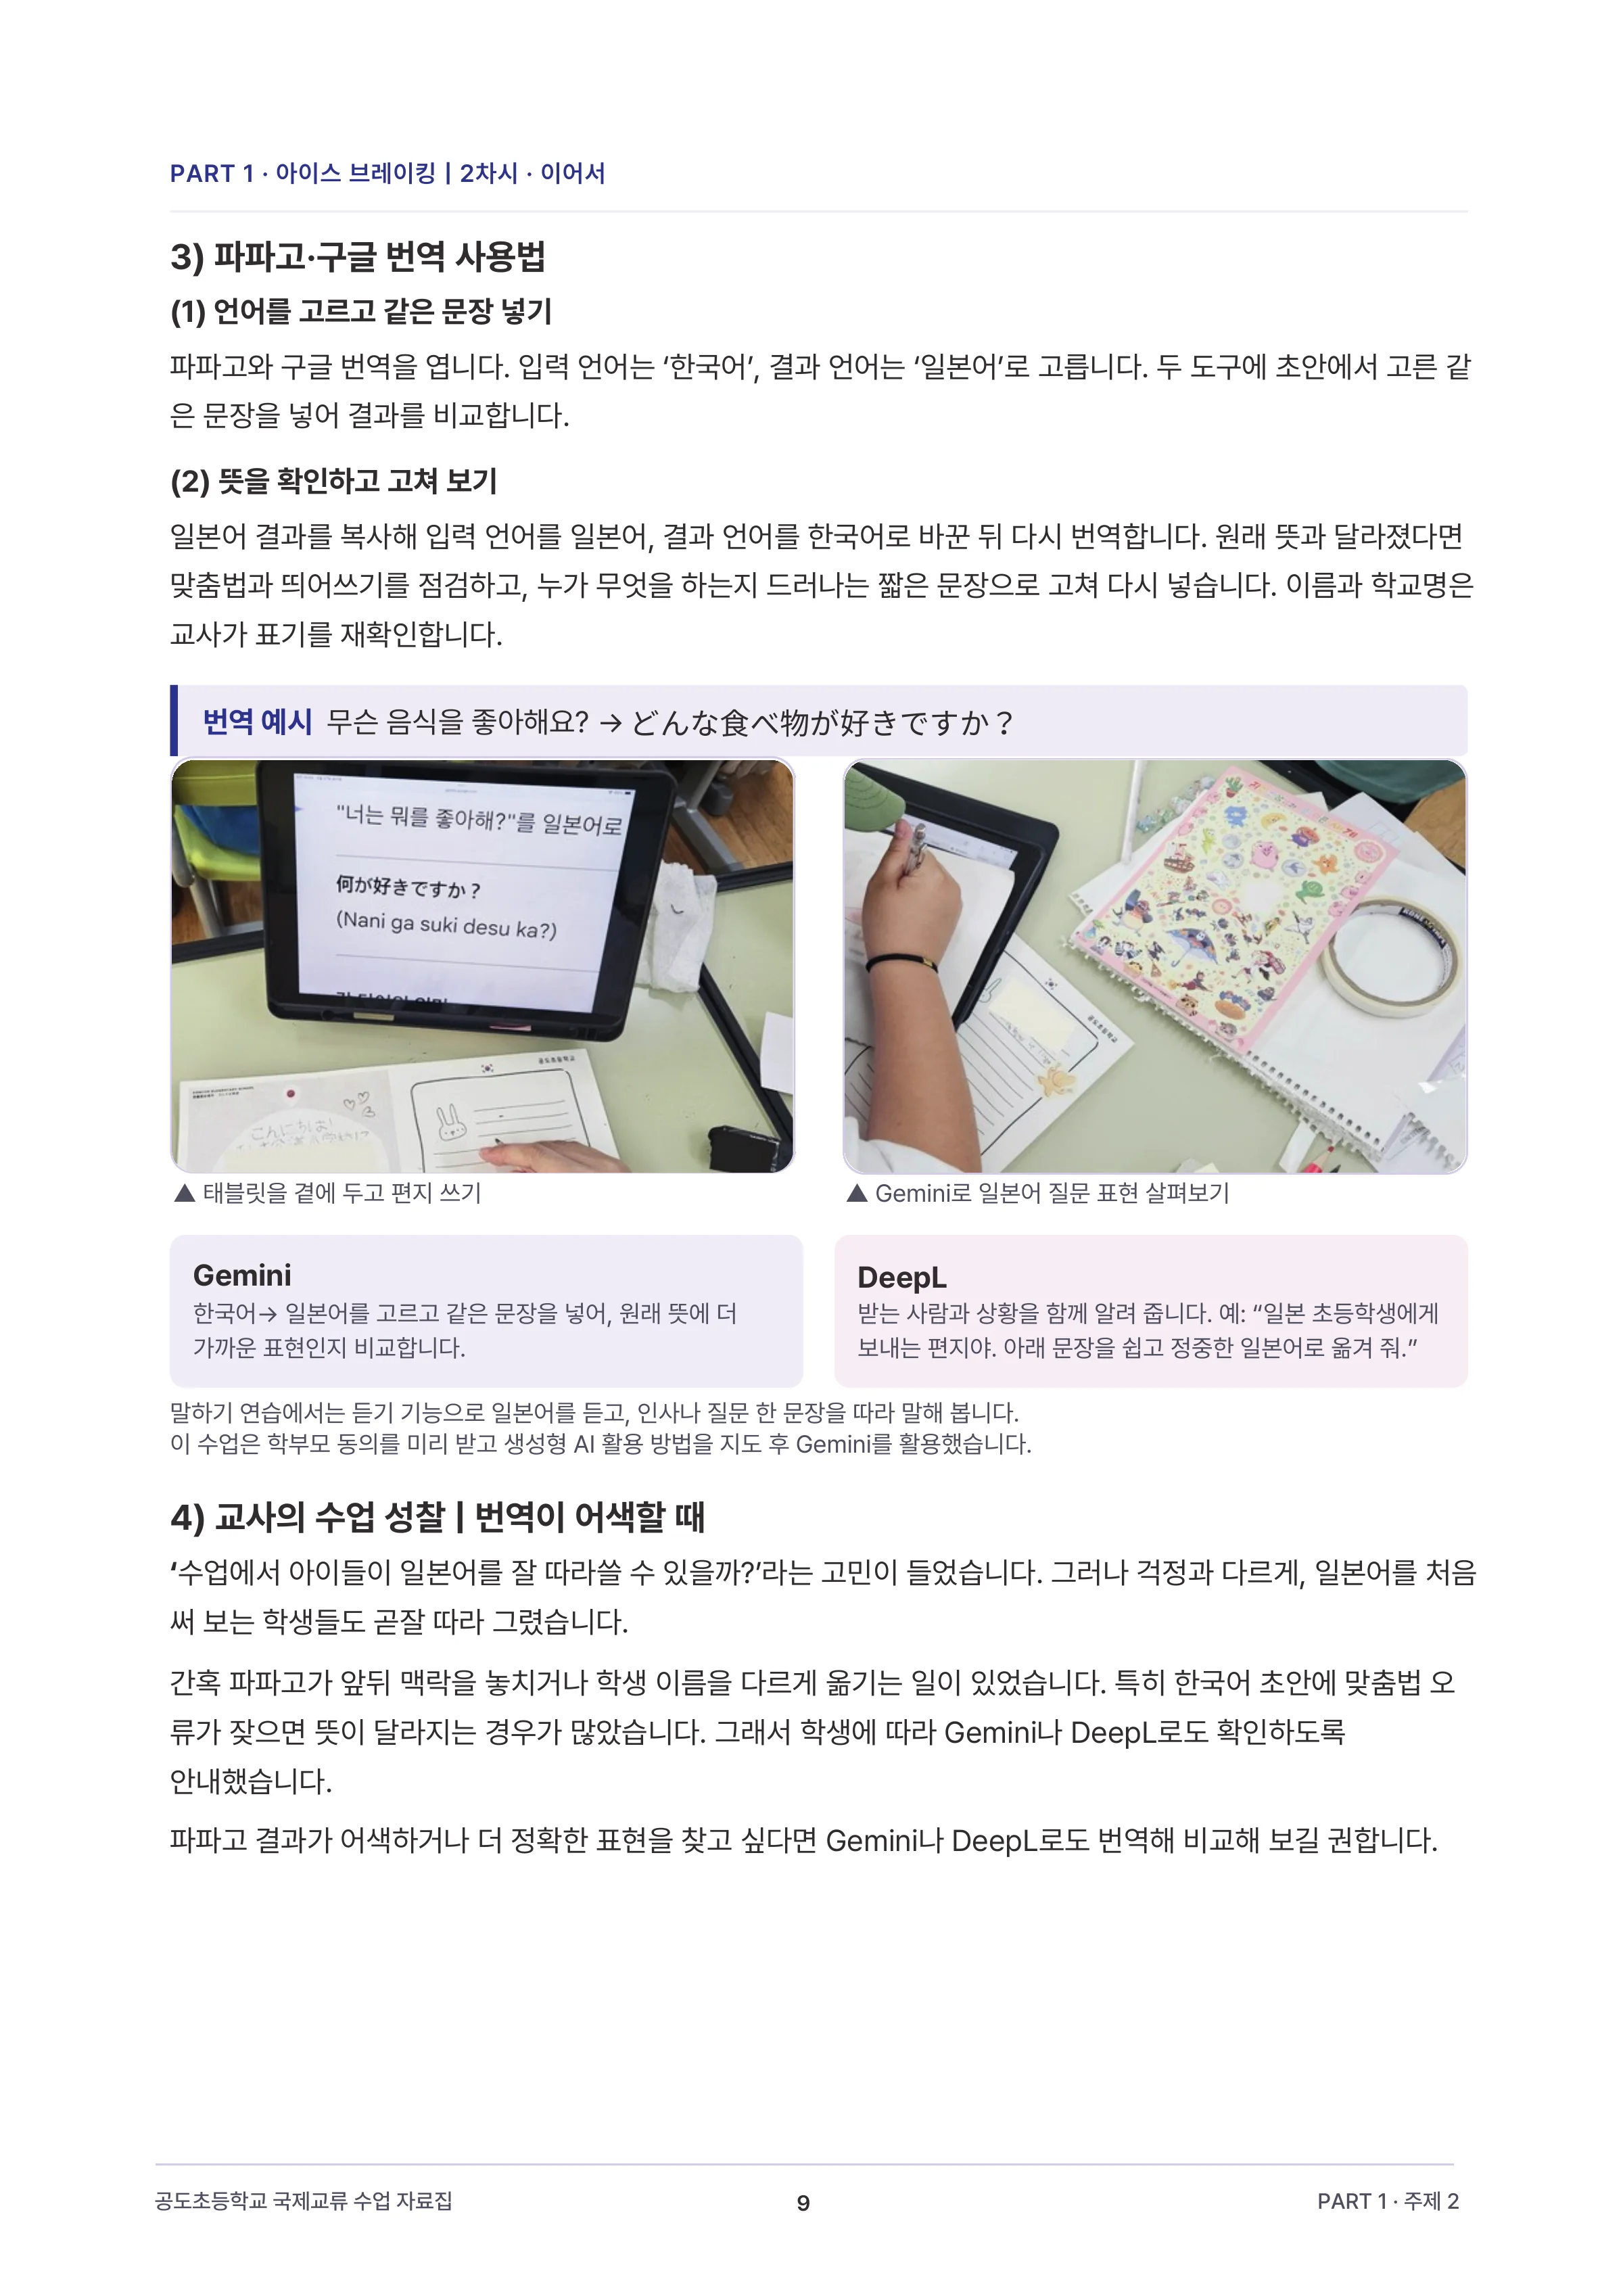 PART 1 · 아이스 브레이킹 | 2차시 · 이어서
3) 파파고·구글 번역 사용법
(1) 언어를 고르고 같은 문장 넣기
파파고와 구글 번역을 엽니다. 입력 언어는 ‘한국어’, 결과 언어는 ‘일본어’로 고릅니다. 두 도구에 초안에서 고른 같
은 문장을 넣어 결과를 비교합니다.
(2) 뜻을 확인하고 고쳐 보기
일본어 결과를 복사해 입력 언어를 일본어, 결과 언어를 한국어로 바꾼 뒤 다시 번역합니다. 원래 뜻과 달라졌다면
맞춤법과 띄어쓰기를 점검하고, 누가 무엇을 하는지 드러나는 짧은 문장으로 고쳐 다시 넣습니다. 이름과 학교명은
교사가 표기를 재확인합니다.
번역 예시 무슨 음식을 좋아해요? → どんな食べ物が好きですか？
"너는 뭐를 좋아해?"를 일본어로
何が好きですか？
(Nani ga suki desu ka?)
공도초등학교
こんにちは!
공도초등학교
▲ 태블릿을 곁에 두고 편지 쓰기
▲ Gemini로 일본어 질문 표현 살펴보기
Gemini
한국어→ 일본어를 고르고 같은 문장을 넣어, 원래 뜻에 더
가까운 표현인지 비교합니다.
DeepL
받는 사람과 상황을 함께 알려 줍니다. 예: “일본 초등학생에게
보내는 편지야. 아래 문장을 쉽고 정중한 일본어로 옮겨 줘.”
말하기 연습에서는 듣기 기능으로 일본어를 듣고, 인사나 질문 한 문장을 따라 말해 봅니다.
이 수업은 학부모 동의를 미리 받고 생성형 AI 활용 방법을 지도 후 Gemini를 활용했습니다.
4) 교사의 수업 성찰 | 번역이 어색할 때
‘수업에서 아이들이 일본어를 잘 따라쓸 수 있을까?’라는 고민이 들었습니다. 그러나 걱정과 다르게, 일본어를 처음
써 보는 학생들도 곧잘 따라 그렸습니다.
간혹 파파고가 앞뒤 맥락을 놓치거나 학생 이름을 다르게 옮기는 일이 있었습니다. 특히 한국어 초안에 맞춤법 오
류가 잦으면 뜻이 달라지는 경우가 많았습니다. 그래서 학생에 따라 Gemini나 DeepL로도 확인하도록
안내했습니다.
파파고 결과가 어색하거나 더 정확한 표현을 찾고 싶다면 Gemini나 DeepL로도 번역해 비교해 보길 권합니다.
공도초등학교 국제교류 수업 자료집
9
PART 1 · 주제 2